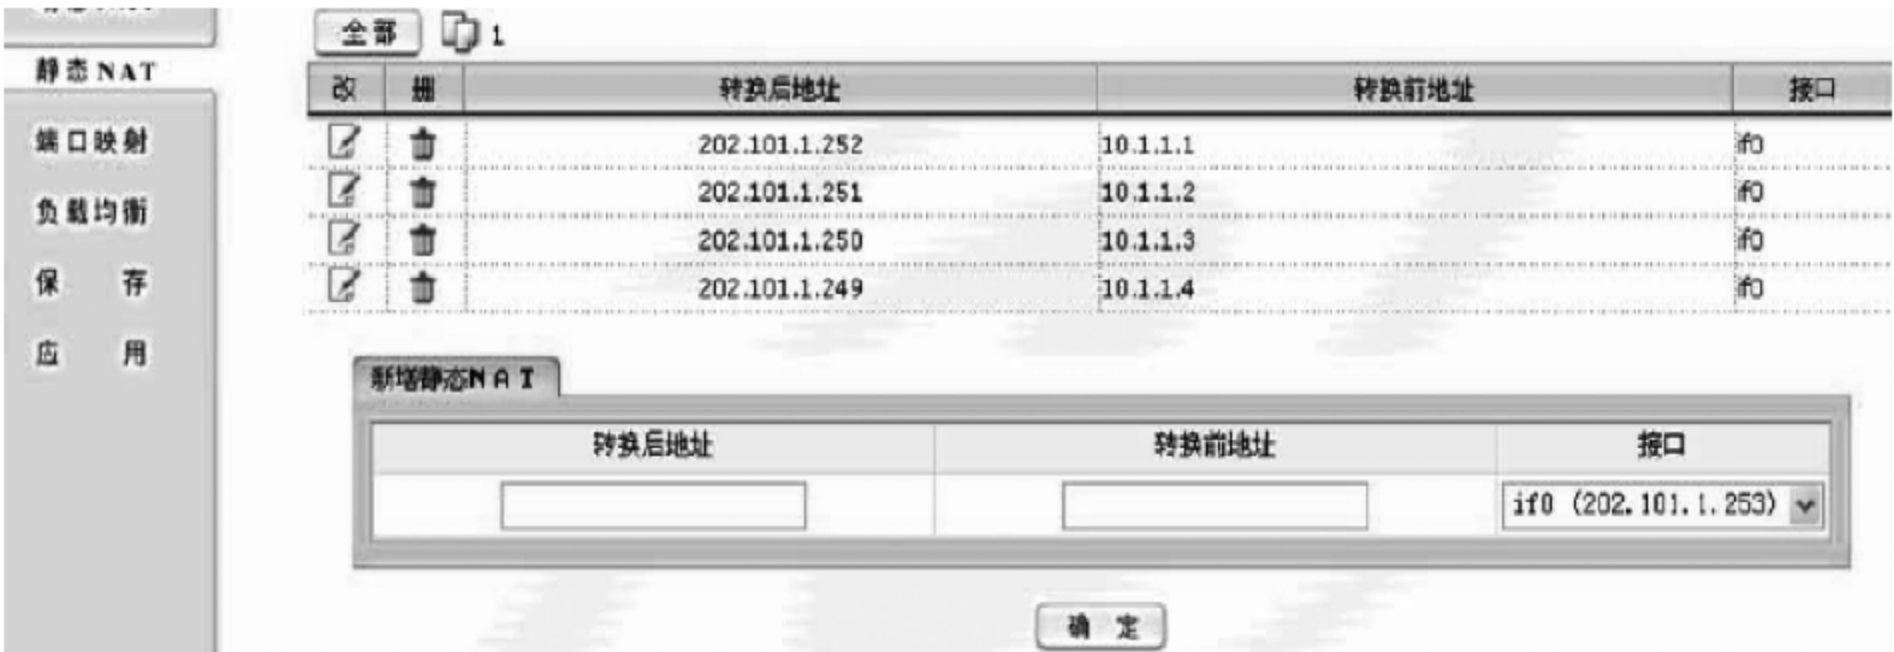 全部 1
静态NAT
改 删 转换后地址 转换前地址 接口
端口映射
202.101.1.252 10.1.1.1 if0
202.101.1.251 10.1.1.2 if0
负载均衡
202.101.1.250 10.1.1.3 if0
保 存
202.101.1.249 10.1.1.4 if0
应 用
新增静态NAT
转换后地址 转换前地址 接口
if0 (202.101.1.253)
确 定